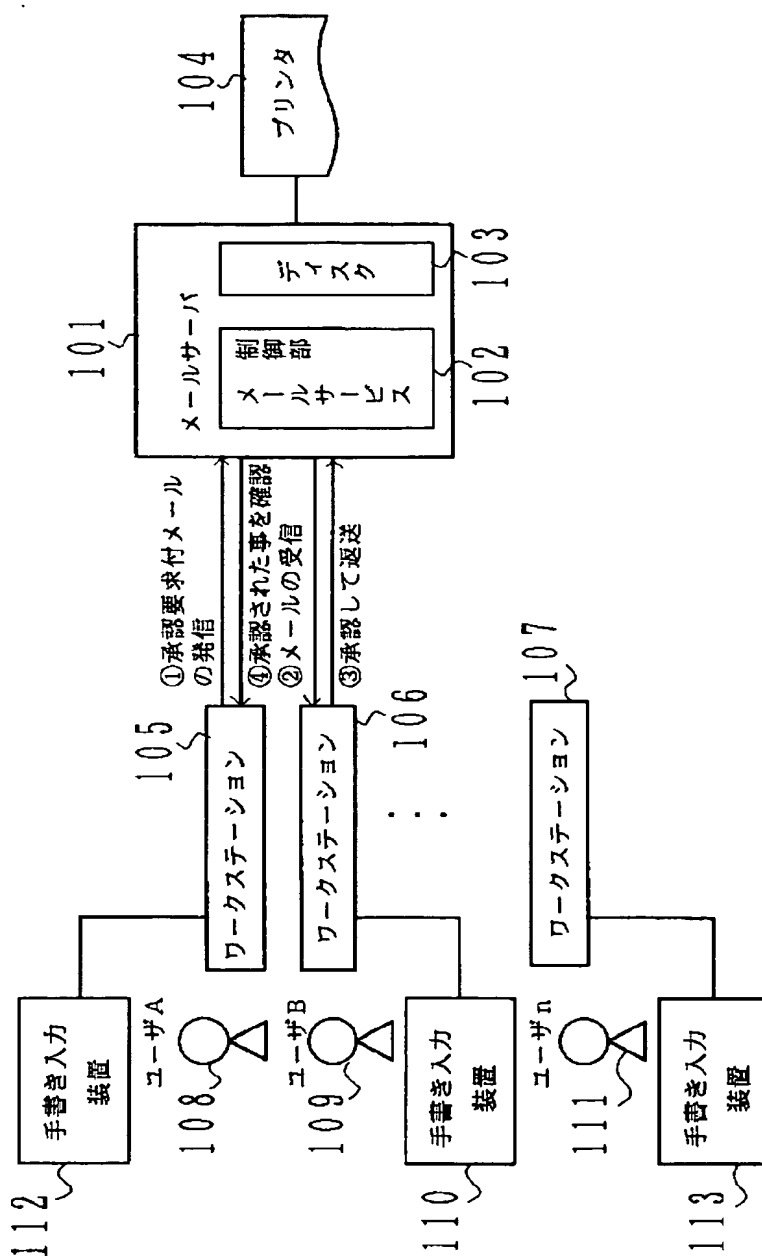 112
手書き入力
装置
ユーザA
108
105
ワークステーション
①承認要求付メール
の発信
④承認された事を確認
②メールの受信
③承認して返送
101
メールサーバ
制御部
メールサービス
102
ディスク
103
104
プリンタ
ユーザB
109
106
ワークステーション
110
手書き入力
装置
107
ワークステーション
ユーザn
111
113
手書き入力
装置